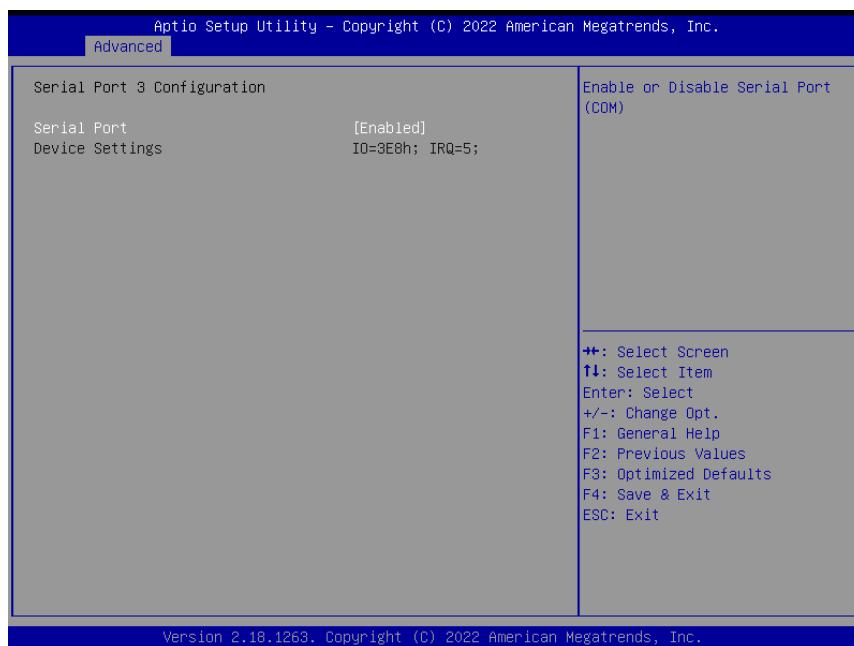 Aptio Setup Utility – Copyright (C) 2022 American Megatrends, Inc.
Advanced
Serial Port 3 Configuration
Serial Port [Enabled]
Device Settings IO=3E8h; IRQ=5;
Enable or Disable Serial Port
(COM)
→←: Select Screen
↑↓: Select Item
Enter: Select
+/-: Change Opt.
F1: General Help
F2: Previous Values
F3: Optimized Defaults
F4: Save & Exit
ESC: Exit
Version 2.18.1263. Copyright (C) 2022 American Megatrends, Inc.